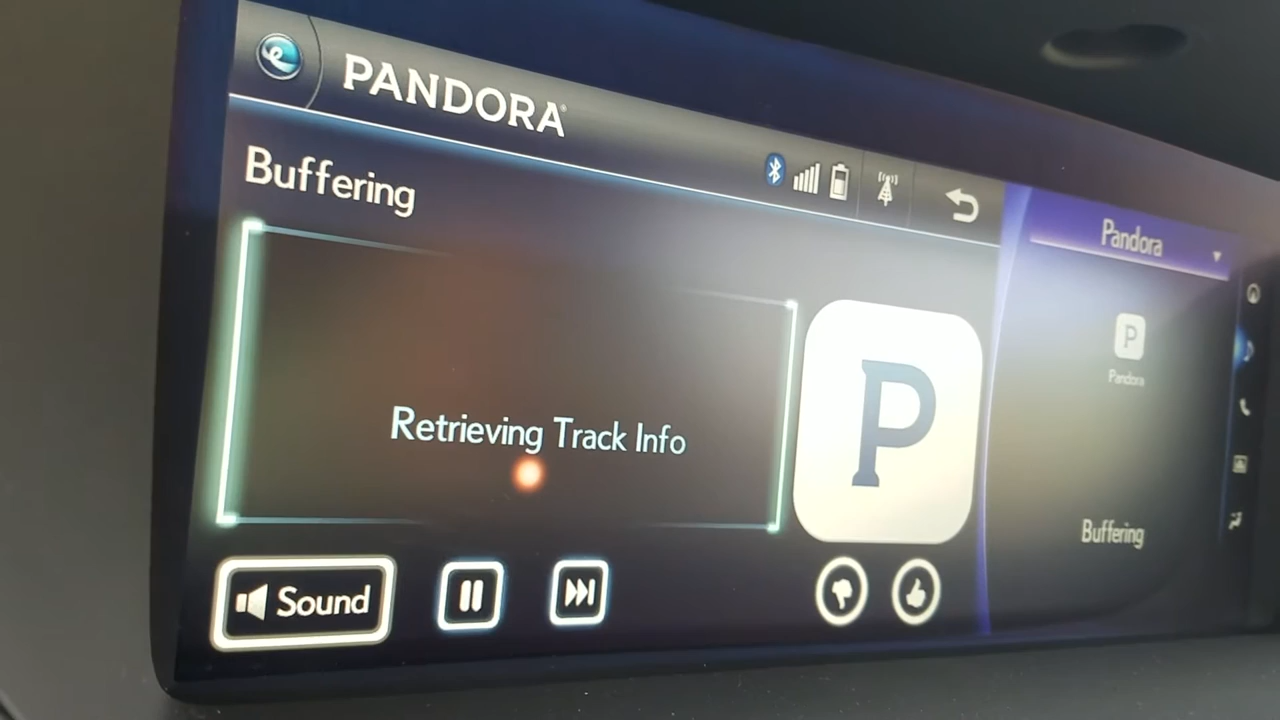 PANDORA®
Buffering
Retrieving Track Info
P
Sound
Pandora
P
Pandora
Buffering